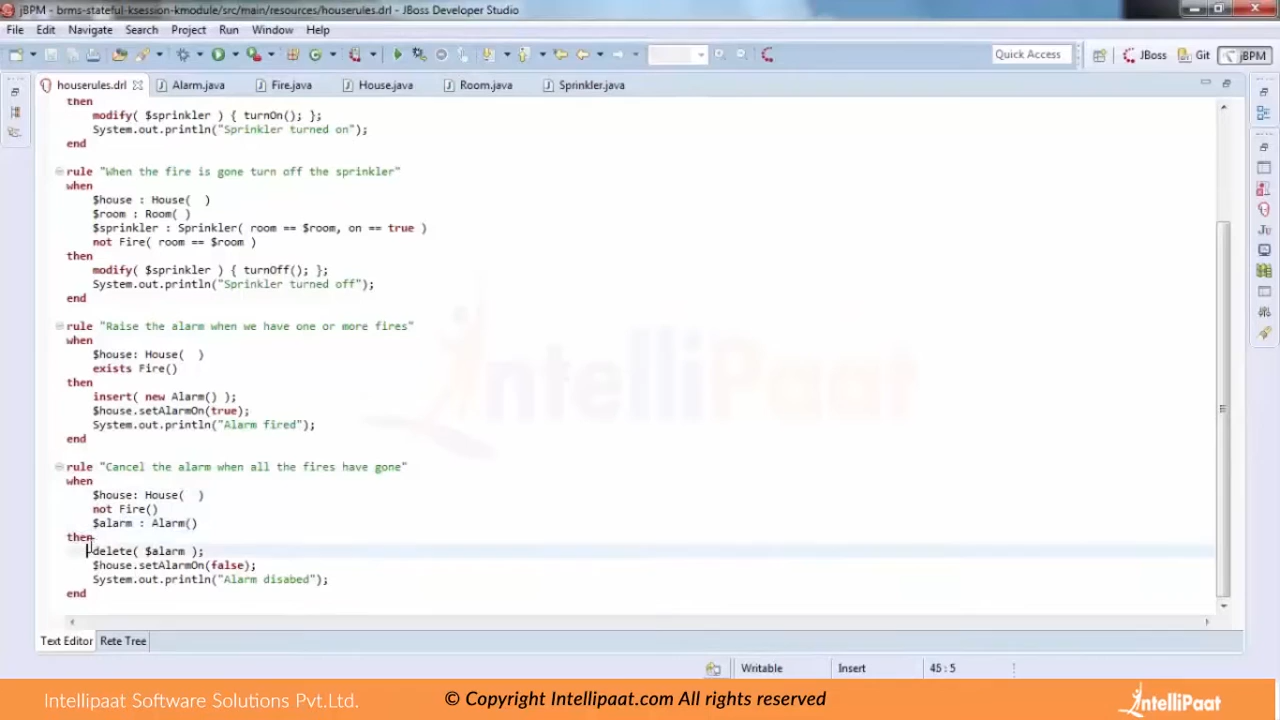 jBPM - brms-stateful-ksession-kmodule/src/main/resources/houserules.drl - JBoss Developer Studio
File Edit Navigate Search Project Run Window Help
Quick Access JBoss Git jBPM
houserules.drl Alarm.java Fire.java House.java Room.java Sprinkler.java
then
modify( $sprinkler ) { turnOn(); };
System.out.println("Sprinkler turned on");
end
rule "When the fire is gone turn off the sprinkler"
when
$house : House(  )
$room : Room( )
$sprinkler : Sprinkler( room == $room, on == true )
not Fire( room == $room )
then
modify( $sprinkler ) { turnOff(); };
System.out.println("Sprinkler turned off");
end
rule "Raise the alarm when we have one or more fires"
when
$house: House(  )
exists Fire()
then
insert( new Alarm() );
$house.setAlarmOn(true);
System.out.println("Alarm fired");
end
rule "Cancel the alarm when all the fires have gone"
when
$house: House(  )
not Fire()
$alarm : Alarm()
then
delete( $alarm );
$house.setAlarmOn(false);
System.out.println("Alarm disabed");
end
IntelliPaat
Text Editor Rete Tree
Writable Insert 45 : 5
Intellipaat Software Solutions Pvt.Ltd. © Copyright Intellipaat.com All rights reserved IntelliPaat